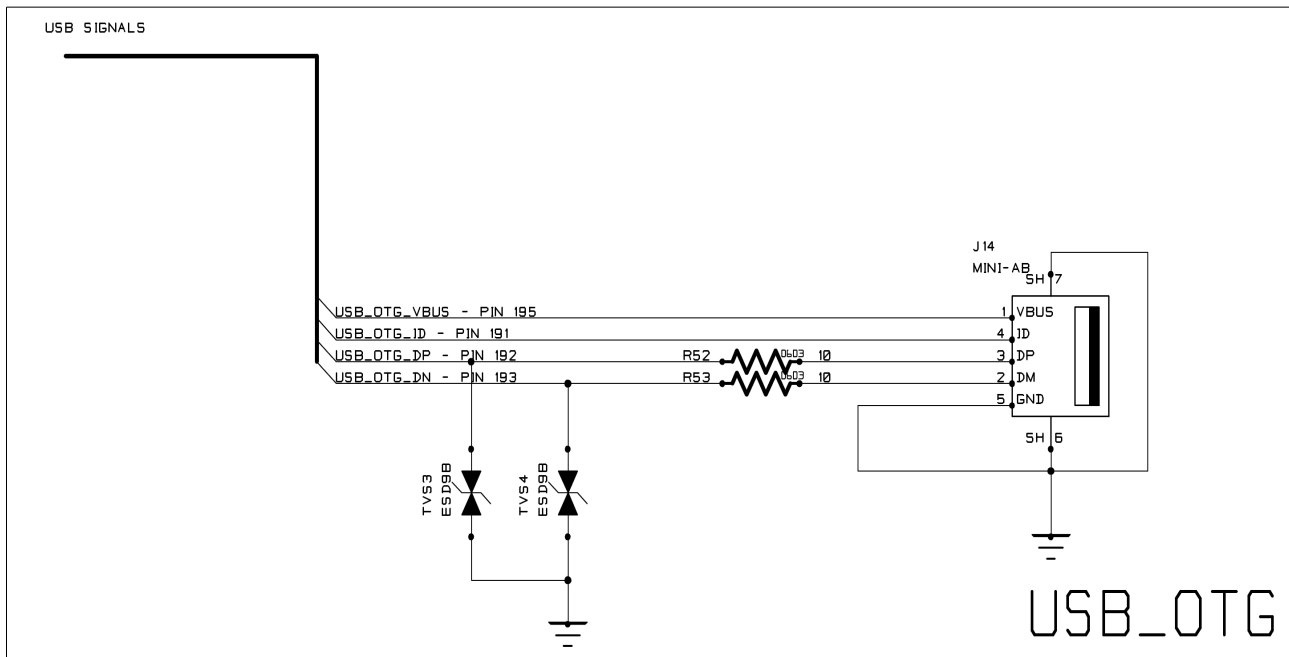 USB SIGNALS
J14
MINI-AB
SH 7
USB_OTG_VBUS - PIN 195
1 VBUS
USB_OTG_ID - PIN 191
4 ID
USB_OTG_DP - PIN 192
R52 0603 10
3 DP
USB_OTG_DN - PIN 193
R53 0603 10
2 DM
5 GND
SH 6
TVS3
ESD9B
TVS4
ESD9B
USB_OTG